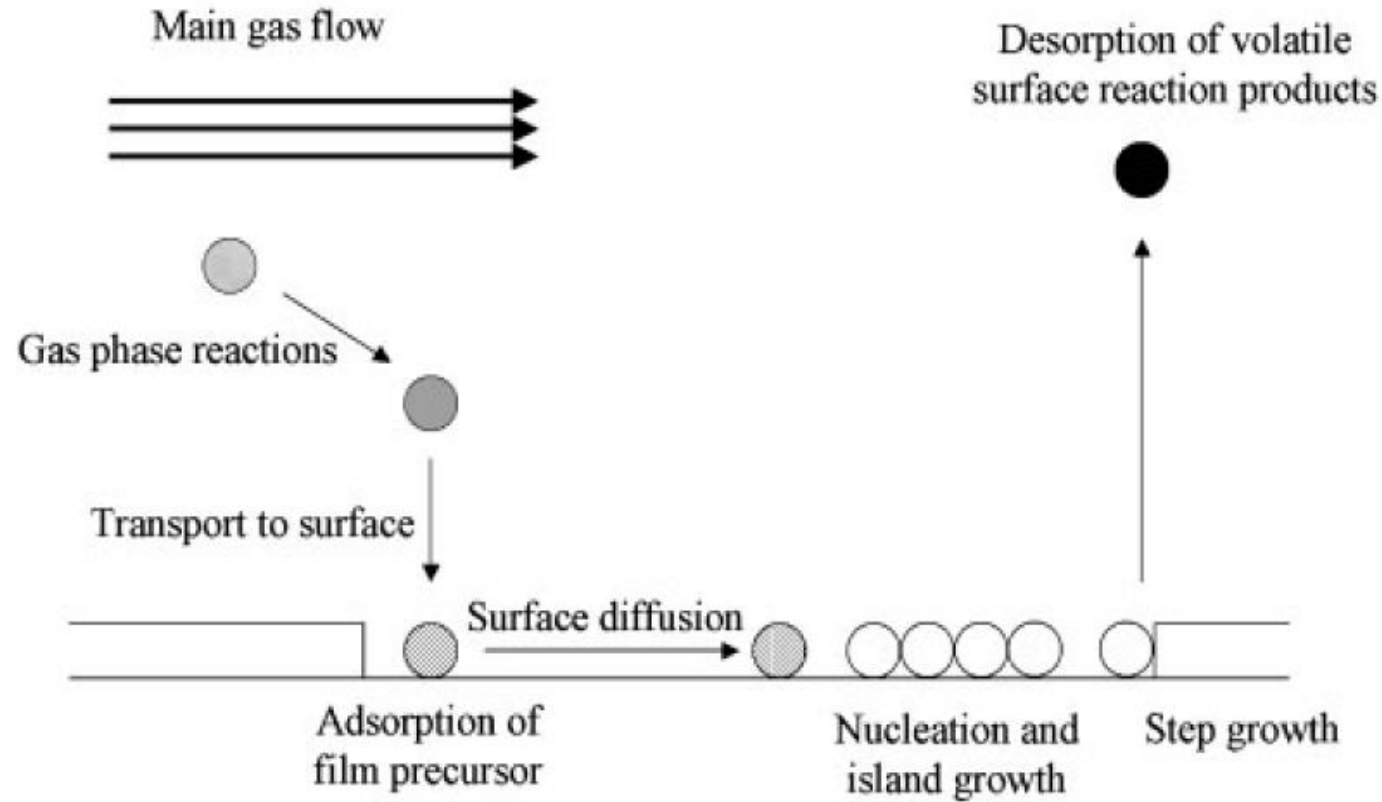 Main gas flow
Desorption of volatile
surface reaction products
Gas phase reactions
Transport to surface
Surface diffusion
Adsorption of
film precursor
Nucleation and
island growth
Step growth